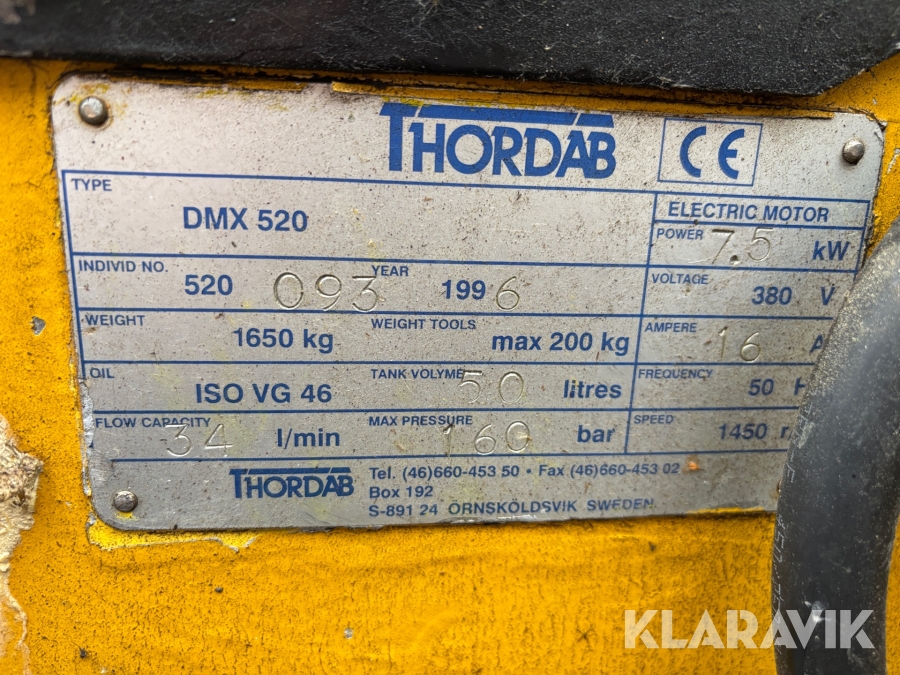 THORDAB CE
TYPE
DMX 520
ELECTRIC MOTOR
POWER 7.5 kW
INDIVID NO. 520 093 YEAR 1996
VOLTAGE 380 V
WEIGHT 1650 kg WEIGHT TOOLS max 200 kg
AMPERE 16 A
OIL ISO VG 46 TANK VOLYME 50 litres
FREQUENCY 50 H
FLOW CAPACITY 34 l/min MAX PRESSURE 160 bar
SPEED 1450 r
THORDAB Tel. (46)660-453 50 • Fax (46)660-453 02
Box 192
S-891 24 ORNSKÖLDSVIK SWEDEN
KLARAVIK